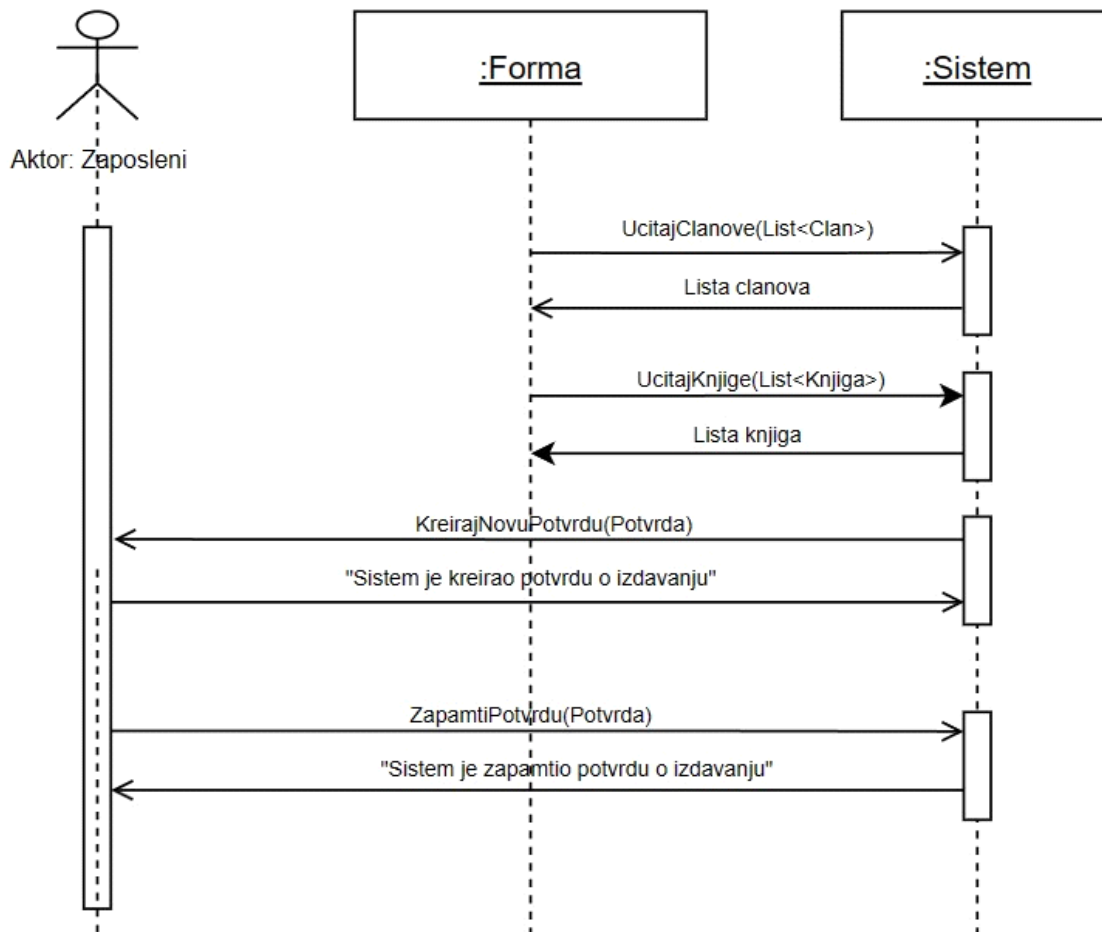 :Forma
:Sistem
Aktor: Zaposleni
UcitajClanove(List<Clan>)
Lista clanova
UcitajKnjige(List<Knjiga>)
Lista knjiga
KreirajNovuPotvrdu(Potvrda)
"Sistem je kreirao potvrdu o izdavanju"
ZapamtiPotvrdu(Potvrda)
"Sistem je zapamtio potvrdu o izdavanju"